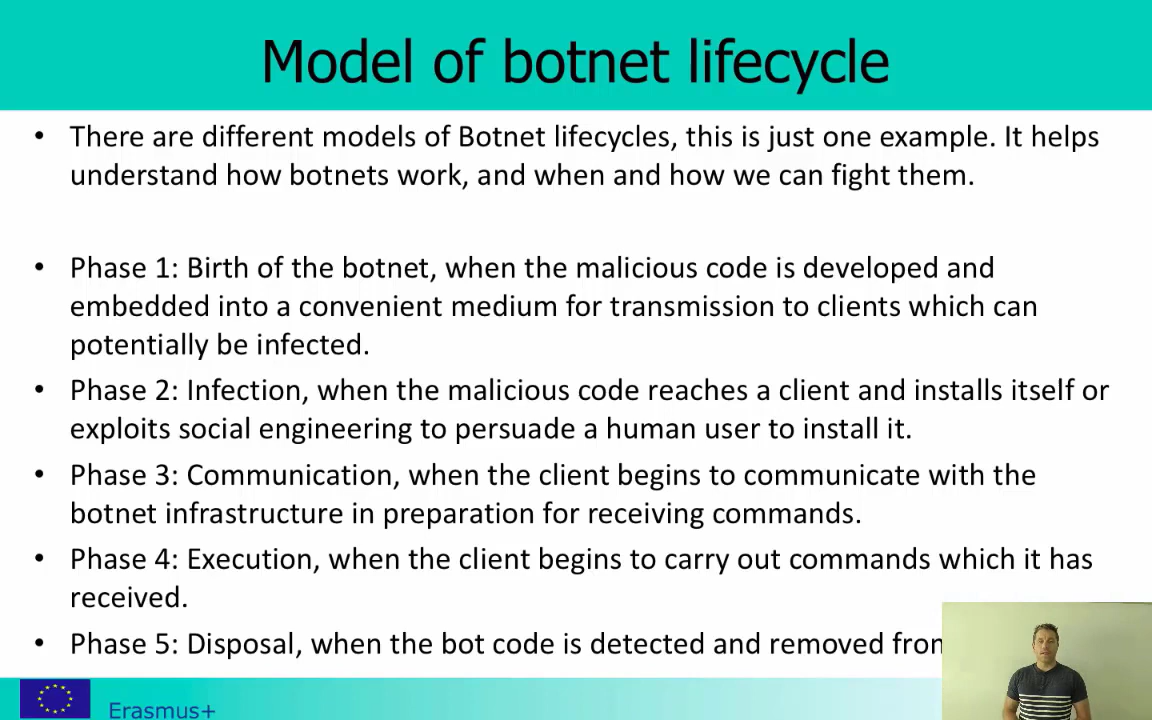 Model of botnet lifecycle
• There are different models of Botnet lifecycles, this is just one example. It helps
understand how botnets work, and when and how we can fight them.
• Phase 1: Birth of the botnet, when the malicious code is developed and
embedded into a convenient medium for transmission to clients which can
potentially be infected.
• Phase 2: Infection, when the malicious code reaches a client and installs itself or
exploits social engineering to persuade a human user to install it.
• Phase 3: Communication, when the client begins to communicate with the
botnet infrastructure in preparation for receiving commands.
• Phase 4: Execution, when the client begins to carry out commands which it has
received.
• Phase 5: Disposal, when the bot code is detected and removed
Erasmus+